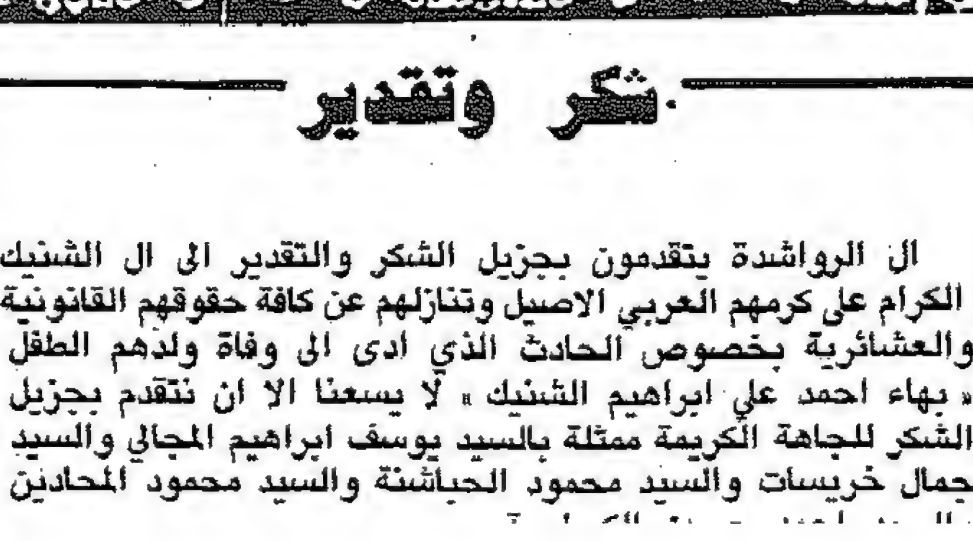 شكر وتقدير
ال الرواشدة يتقدمون بجزيل الشكر والتقدير الى ال الشنيك
الكرام على كرمهم العربي الاصيل وتنازلهم عن كافة حقوقهم القانونية
والعشائرية بخصوص الحادث الذي ادى الى وفاة ولدهم الطفل
« بهاء احمد علي ابراهيم الشنيك » لا يسعنا الا ان نتقدم بجزيل
الشكر للجاهة الكريمة ممثلة بالسيد يوسف ابراهيم المجالي والسيد
جمال خريسات والسيد محمود الحباشنة والسيد محمود المحادين